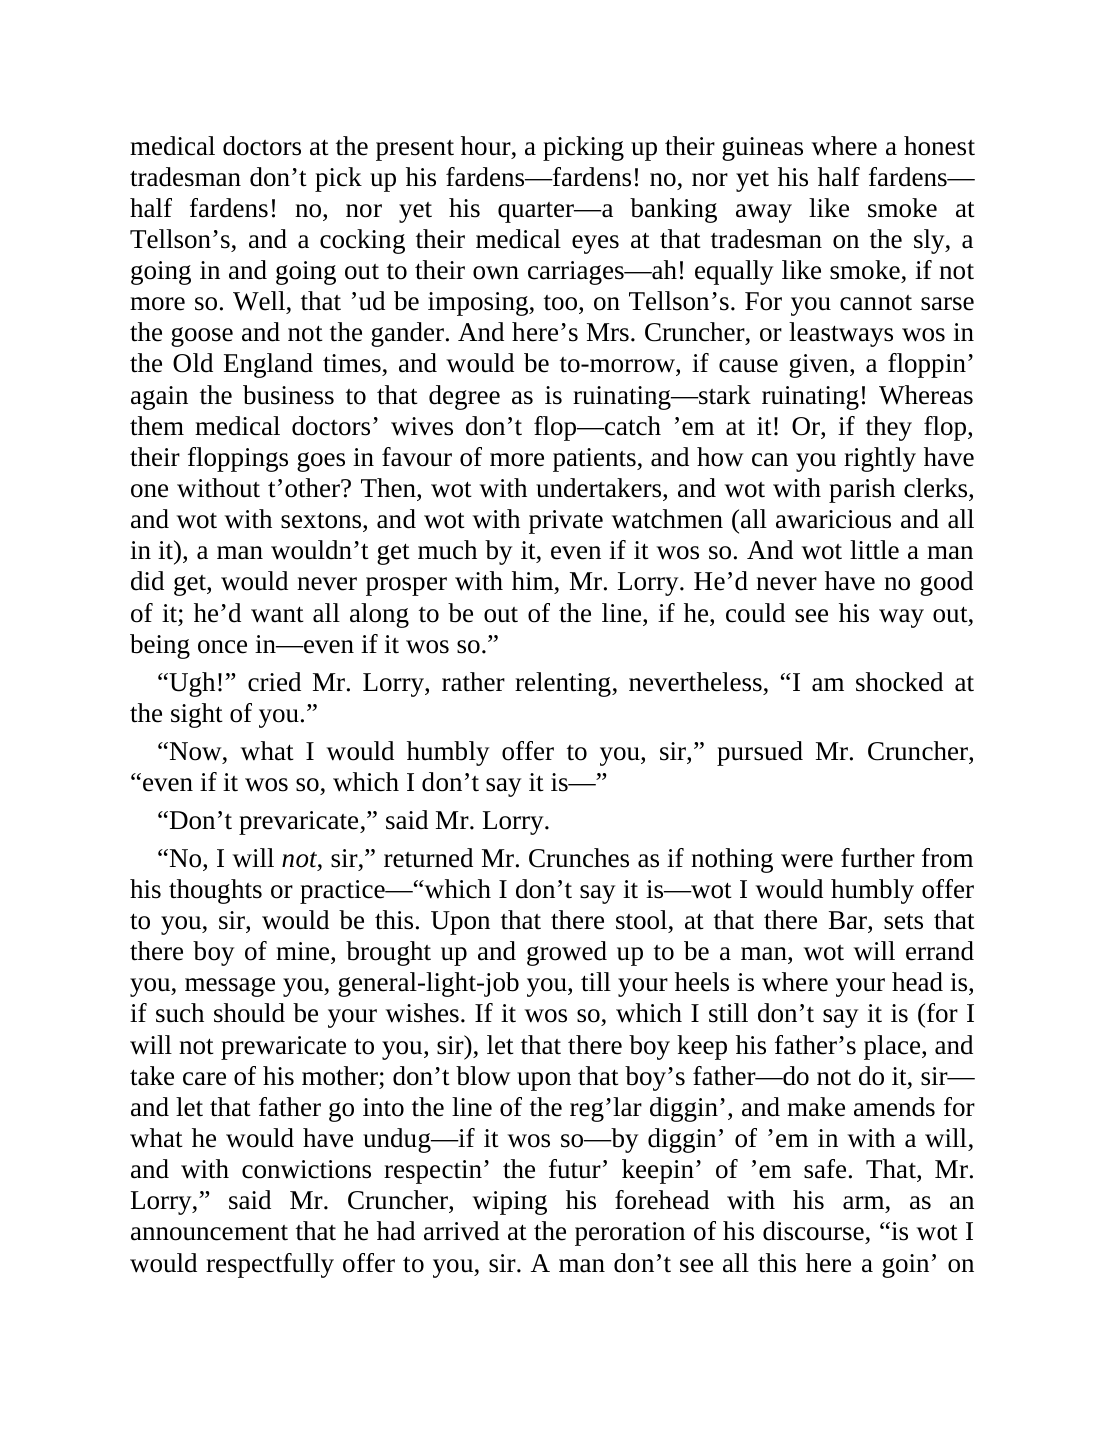 medical doctors at the present hour, a picking up their guineas where a honest
tradesman don’t pick up his fardens—fardens! no, nor yet his half fardens—
half fardens! no, nor yet his quarter—a banking away like smoke at
Tellson’s, and a cocking their medical eyes at that tradesman on the sly, a
going in and going out to their own carriages—ah! equally like smoke, if not
more so. Well, that ’ud be imposing, too, on Tellson’s. For you cannot sarse
the goose and not the gander. And here’s Mrs. Cruncher, or leastways wos in
the Old England times, and would be to-morrow, if cause given, a floppin’
again the business to that degree as is ruinating—stark ruinating! Whereas
them medical doctors’ wives don’t flop—catch ’em at it! Or, if they flop,
their floppings goes in favour of more patients, and how can you rightly have
one without t’other? Then, wot with undertakers, and wot with parish clerks,
and wot with sextons, and wot with private watchmen (all awaricious and all
in it), a man wouldn’t get much by it, even if it wos so. And wot little a man
did get, would never prosper with him, Mr. Lorry. He’d never have no good
of it; he’d want all along to be out of the line, if he, could see his way out,
being once in—even if it wos so.”
“Ugh!” cried Mr. Lorry, rather relenting, nevertheless, “I am shocked at
the sight of you.”
“Now, what I would humbly offer to you, sir,” pursued Mr. Cruncher,
“even if it wos so, which I don’t say it is—”
“Don’t prevaricate,” said Mr. Lorry.
“No, I will not, sir,” returned Mr. Crunches as if nothing were further from
his thoughts or practice—“which I don’t say it is—wot I would humbly offer
to you, sir, would be this. Upon that there stool, at that there Bar, sets that
there boy of mine, brought up and growed up to be a man, wot will errand
you, message you, general-light-job you, till your heels is where your head is,
if such should be your wishes. If it wos so, which I still don’t say it is (for I
will not prewaricate to you, sir), let that there boy keep his father’s place, and
take care of his mother; don’t blow upon that boy’s father—do not do it, sir—
and let that father go into the line of the reg’lar diggin’, and make amends for
what he would have undug—if it wos so—by diggin’ of ’em in with a will,
and with convictions respectin’ the futur’ keepin’ of ’em safe. That, Mr.
Lorry,” said Mr. Cruncher, wiping his forehead with his arm, as an
announcement that he had arrived at the peroration of his discourse, “is wot I
would respectfully offer to you, sir. A man don’t see all this here a goin’ on